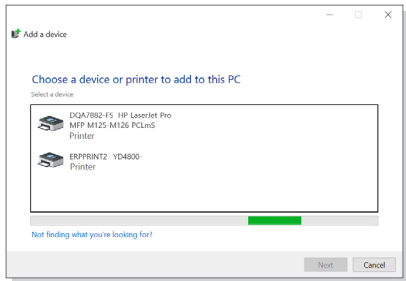 Add a device
Choose a device or printer to add to this PC
Select a device
DQA7882-F5 HP LaserJet Pro
MFP M125-M126 PCLmS
Printer
ERPPRINT2 YD4800-
Printer
Not finding what you're looking for?
Next
Cancel